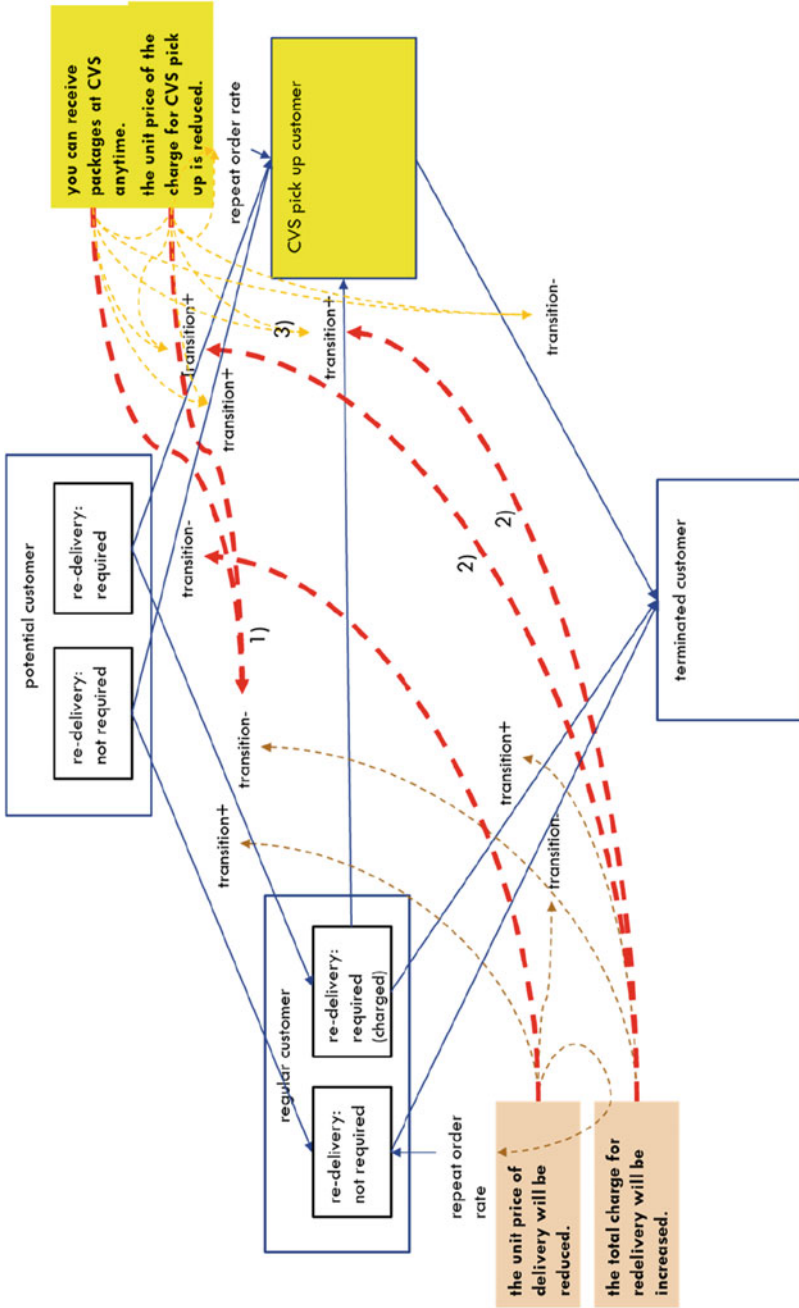 you can receive
packages at CVS
anytime.
the unit price of the
charge for CVS pick
up is reduced.
potential customer
re-delivery:
not required
re-delivery:
required
repeat order rate
CVS pick up customer
transition+
transition+
transition-
3)
transition+
transition-
1)
transition-
transition+
2)
2)
regular customer
re-delivery:
not required
re-delivery:
required
(charged)
transition+
transition-
repeat order
rate
terminated customer
the unit price of
delivery will be
reduced.
the total charge for
redelivery will be
increased.